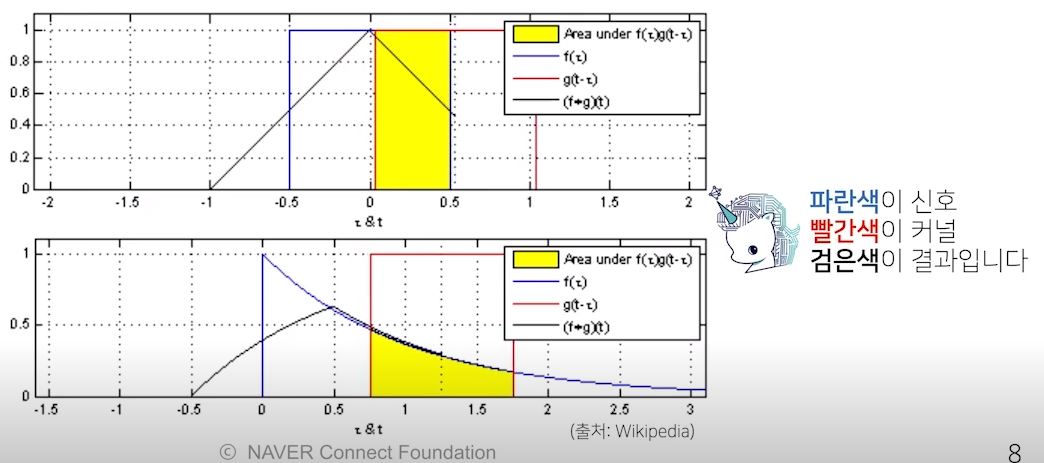 1
0.8
0.6
0.4
0.2
0
-2
-1.5
-1
-0.5
0
0.5
1
1.5
2
τ & t
Area under f(τ)g(t-τ)
f(τ)
g(t-τ)
(f*g)(t)
1
0.5
0
-1.5
-1
-0.5
0
0.5
1
1.5
2
2.5
3
τ & t
Area under f(τ)g(t-τ)
f(τ)
g(t-τ)
(f*g)(t)
파란색이 신호
빨간색이 커널
검은색이 결과입니다
(출처: Wikipedia)
ⓒ NAVER Connect Foundation
8